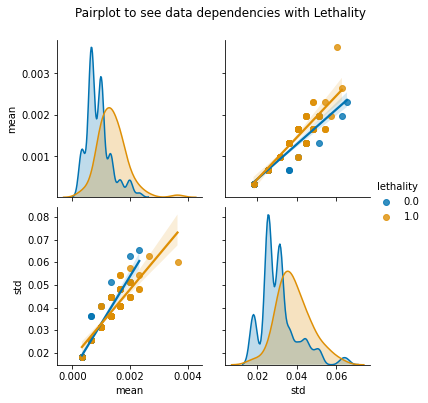 Pairplot to see data dependencies with Lethality
0.003
0.002
0.001
mean
lethality
0.0
1.0
0.08
0.07
0.06
0.05
0.04
0.03
0.02
std
0.000 0.002 0.004
0.02 0.04 0.06
mean
std